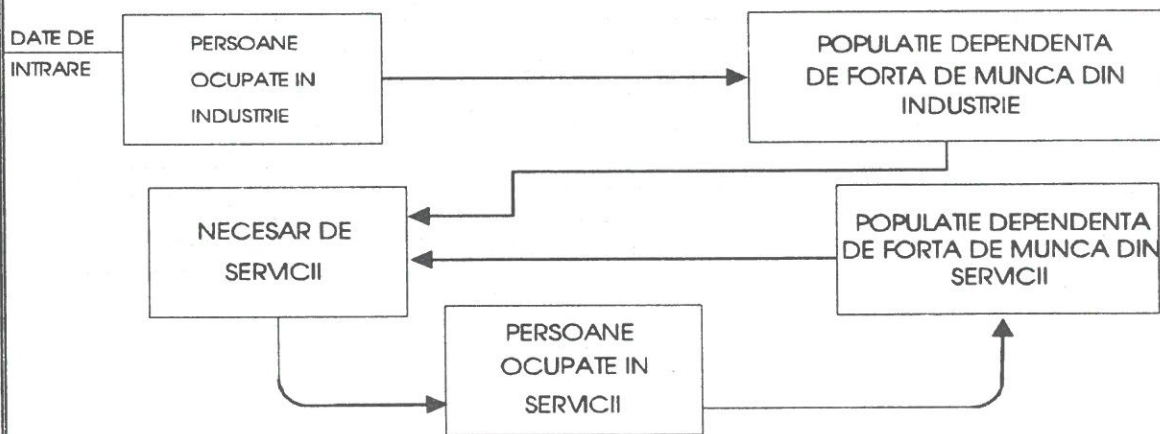 DATE DE
INTRARE
PERSOANE
OCUPATE IN
INDUSTRIE
POPULATIE DEPENDENTA
DE FORTA DE MUNCA DIN
INDUSTRIE
NECESAR DE
SERVICII
POPULATIE DEPENDENTA
DE FORTA DE MUNCA DIN
SERVICII
PERSOANE
OCUPATE IN
SERVICII